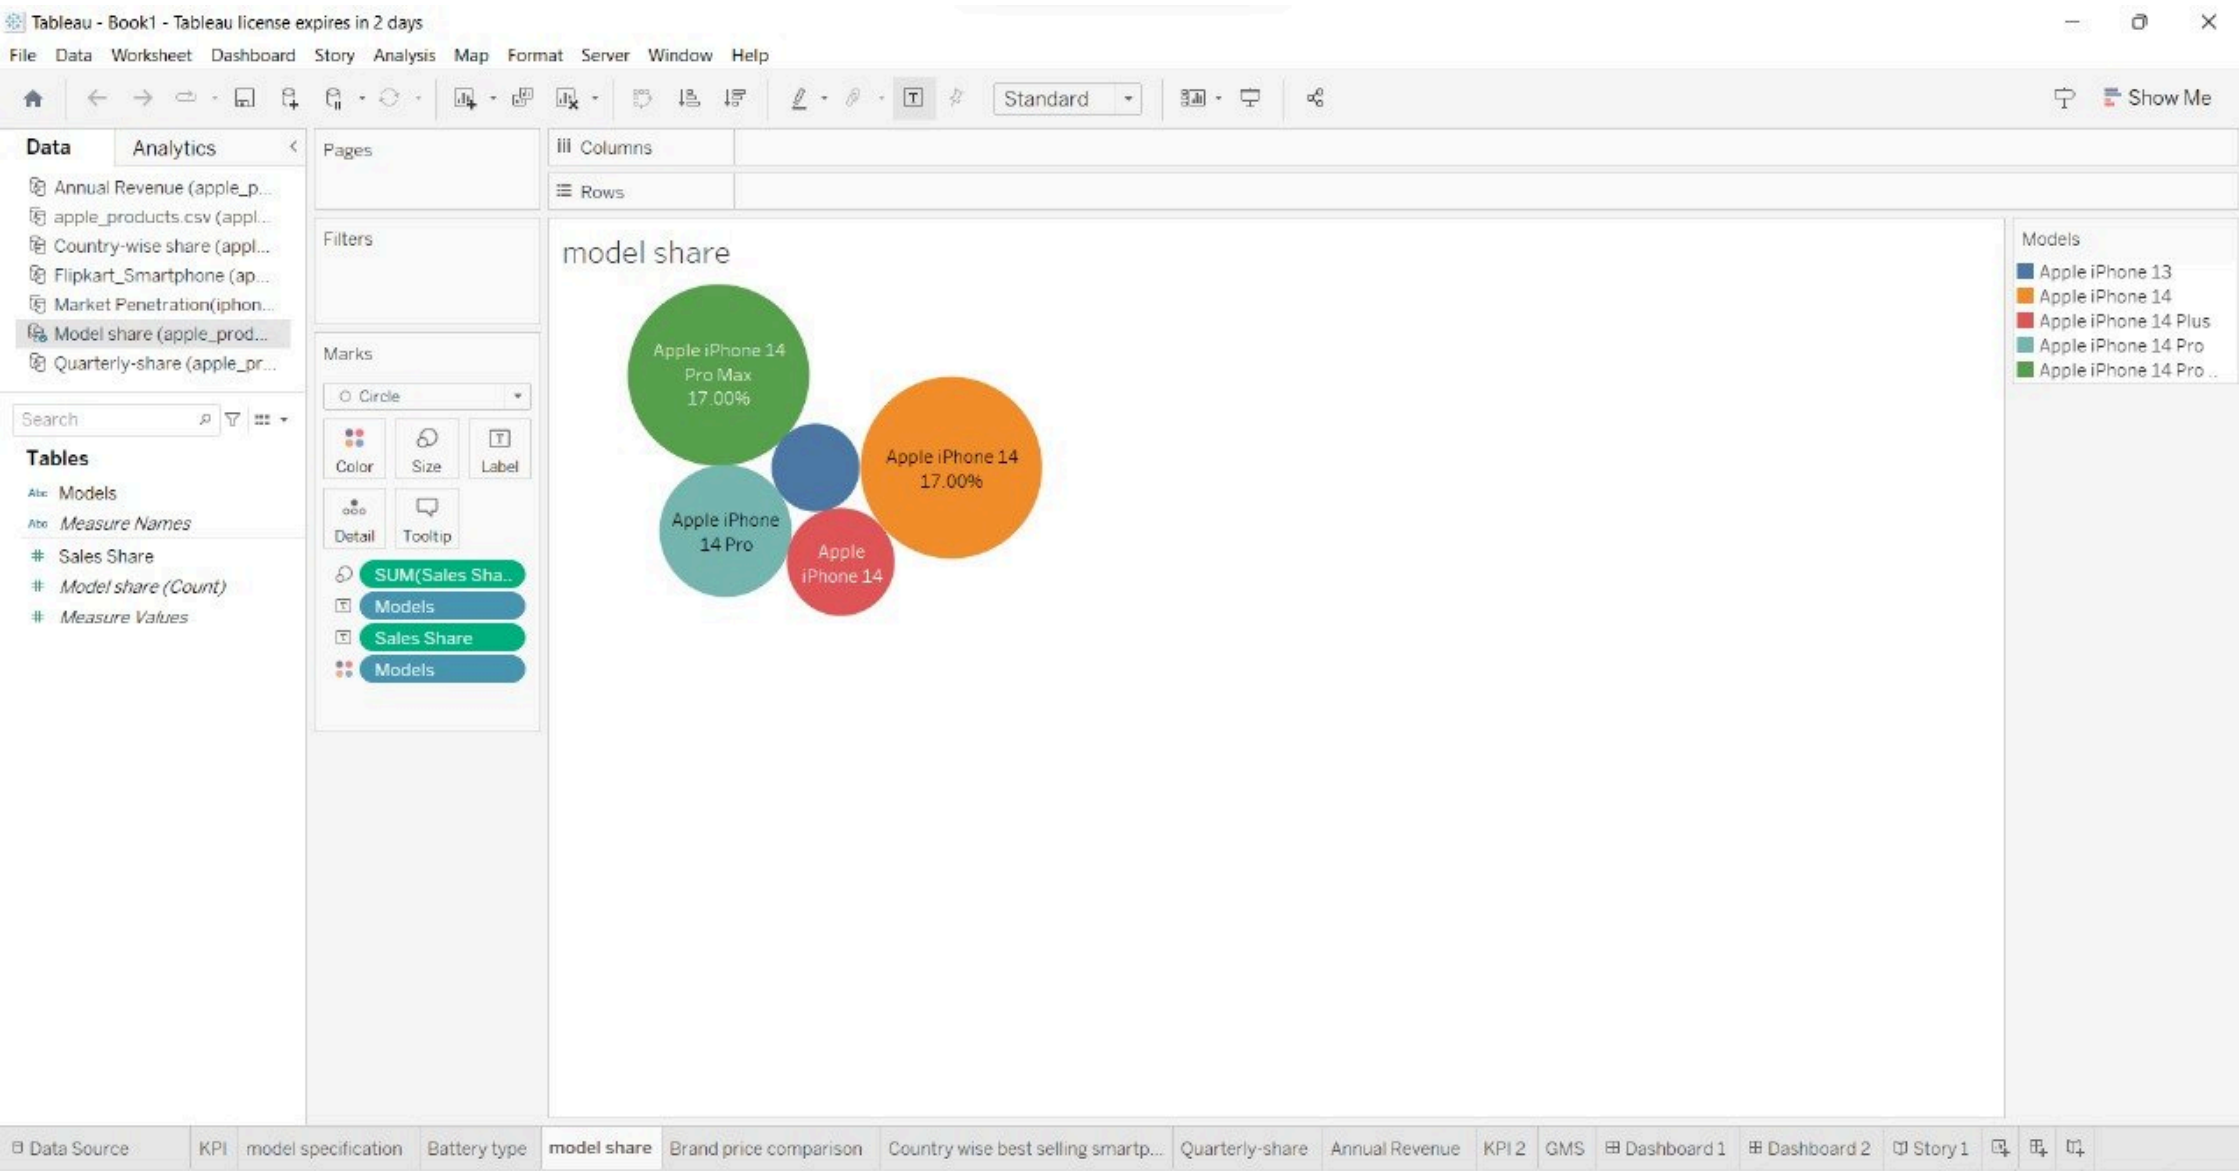 Tableau - Book1 - Tableau license expires in 2 days
File Data Worksheet Dashboard Story Analysis Map Format Server Window Help
Standard
Show Me
Data Analytics
Annual Revenue (apple_p...
apple_products.csv (appl...
Country-wise share (appl...
Flipkart_Smartphone (ap...
Market Penetration(iphon...
Model share (apple_prod...
Quarterly-share (apple_pr...
Search
Tables
Abc Models
Abc Measure Names
# Sales Share
# Model share (Count)
# Measure Values
Pages
Filters
Marks
Circle
Color Size Label
Detail Tooltip
SUM(Sales Sha..
Models
Sales Share
Models
iii Columns
Rows
model share
Apple iPhone 14
Pro Max
17.00%
Apple iPhone 14
17.00%
Apple iPhone
14 Pro
Apple
iPhone 14
Models
Apple iPhone 13
Apple iPhone 14
Apple iPhone 14 Plus
Apple iPhone 14 Pro
Apple iPhone 14 Pro ..
Data Source KPI model specification Battery type model share Brand price comparison Country wise best selling smartp... Quarterly-share Annual Revenue KPI 2 GMS Dashboard 1 Dashboard 2 Story 1